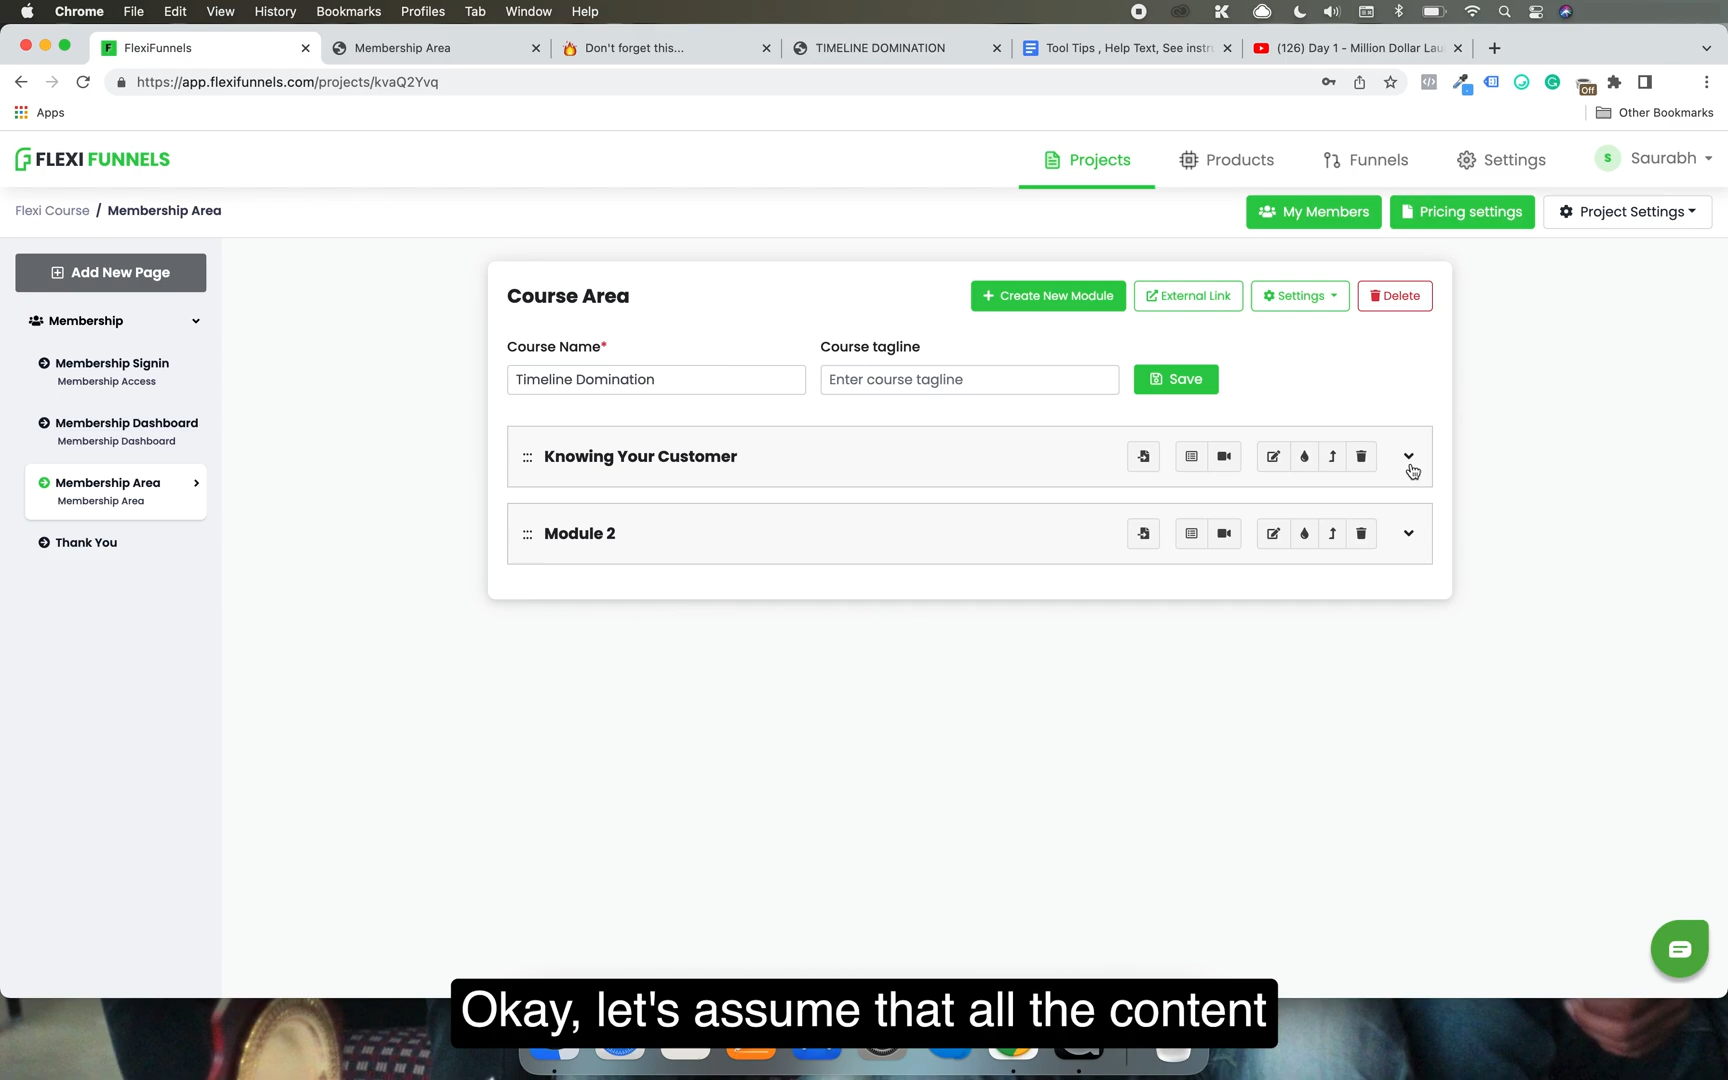 Chrome File Edit View History Bookmarks Profiles Tab Window Help
FlexiFunnels
Membership Area
Don't forget this...
TIMELINE DOMINATION
Tool Tips , Help Text, See instr
(126) Day 1 - Million Dollar Lau
https://app.flexifunnels.com/projects/kvaQ2Yvq
Off
Apps
Other Bookmarks
FLEXI FUNNELS
Projects
Products
Funnels
Settings
S Saurabh
Flexi Course / Membership Area
My Members
Pricing settings
Project Settings
Add New Page
Membership
Membership Signin
Membership Access
Membership Dashboard
Membership Dashboard
Membership Area
Membership Area
Thank You
Course Area
Create New Module
External Link
Settings
Delete
Course Name*
Course tagline
Timeline Domination
Enter course tagline
Save
Knowing Your Customer
Module 2
Okay, let's assume that all the content